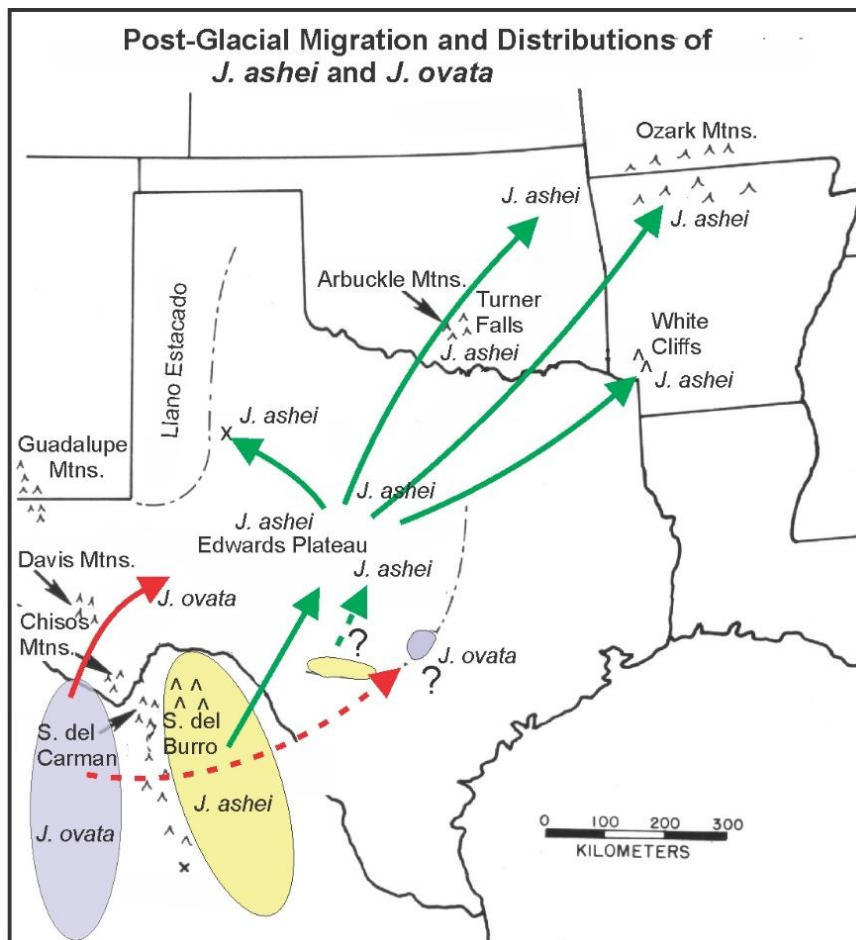 Post-Glacial Migration and Distributions of
J. ashei and J. ovata
Ozark Mtns.
J. ashei
J. ashei
Arbuckle Mtns.
Turner
Falls
J. ashei
White
Cliffs
J. ashei
Llano Estacado
J. ashei
x
Guadalupe
Mtns.
J. ashei
J. ashei
Edwards Plateau
J. ashei
Davis Mtns.
J. ovata
Chisos
Mtns.
?
J. ovata
?
S. del
Carman
S. del
Burro
J. ashei
J. ovata
x
0 100 200 300
KILOMETERS